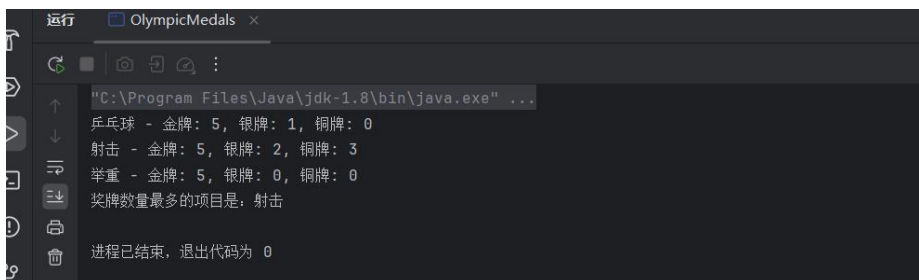 运行 OlympicMedals
"C:\Program Files\Java\jdk-1.8\bin\java.exe" ...
乒乓球 - 金牌: 5, 银牌: 1, 铜牌: 0
射击 - 金牌: 5, 银牌: 2, 铜牌: 3
举重 - 金牌: 5, 银牌: 0, 铜牌: 0
奖牌数量最多的项目是: 射击
进程已结束，退出代码为 0